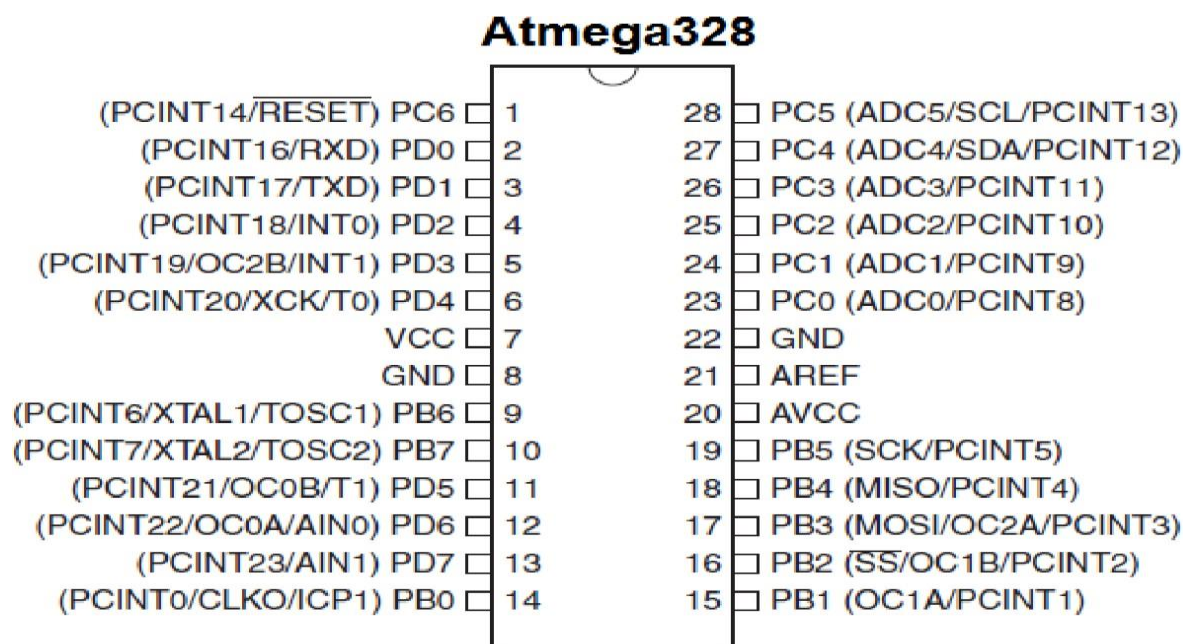 Atmega328
(PCINT14/RESET) PC6 1 28 PC5 (ADC5/SCL/PCINT13)
(PCINT16/RXD) PD0 2 27 PC4 (ADC4/SDA/PCINT12)
(PCINT17/TXD) PD1 3 26 PC3 (ADC3/PCINT11)
(PCINT18/INT0) PD2 4 25 PC2 (ADC2/PCINT10)
(PCINT19/OC2B/INT1) PD3 5 24 PC1 (ADC1/PCINT9)
(PCINT20/XCK/T0) PD4 6 23 PC0 (ADC0/PCINT8)
VCC 7 22 GND
GND 8 21 AREF
(PCINT6/XTAL1/TOSC1) PB6 9 20 AVCC
(PCINT7/XTAL2/TOSC2) PB7 10 19 PB5 (SCK/PCINT5)
(PCINT21/OC0B/T1) PD5 11 18 PB4 (MISO/PCINT4)
(PCINT22/OC0A/AIN0) PD6 12 17 PB3 (MOSI/OC2A/PCINT3)
(PCINT23/AIN1) PD7 13 16 PB2 (SS/OC1B/PCINT2)
(PCINT0/CLKO/ICP1) PB0 14 15 PB1 (OC1A/PCINT1)